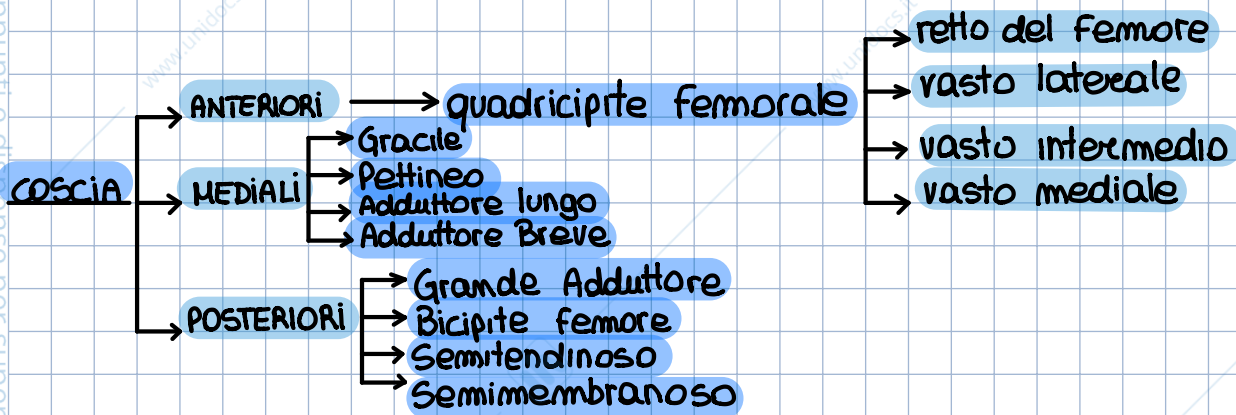 retto del femore
ANTERIORI
quadricipite femorale
vasto laterale
Gracile
vasto intermedio
COSCIA
MEDIALI
Pettineo
vasto mediale
Adduttore lungo
Adduttore Breve
Grande Adduttore
POSTERIORI
Bicipite femore
Semitendinoso
Semimembranoso